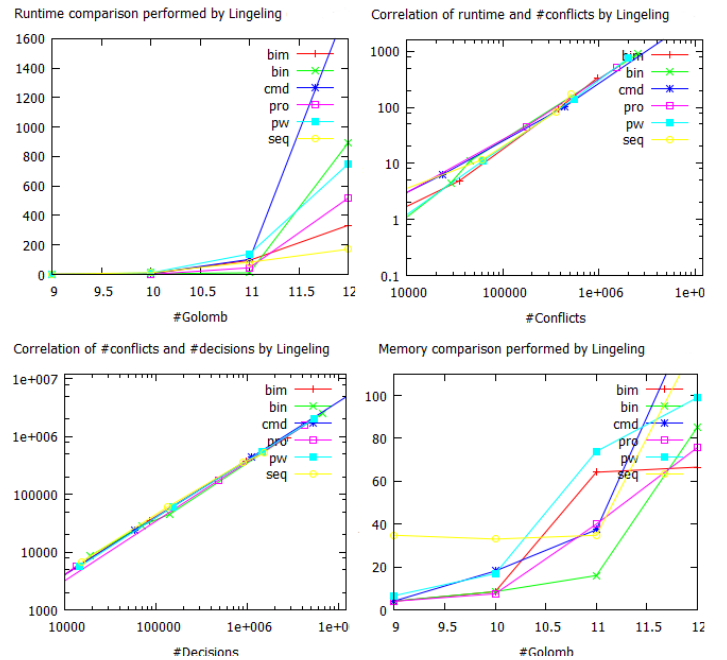 Runtime comparison performed by Lingeling
1600
1400
1200
1000
800
600
400
200
0
bim
bin
cmd
pro
pw
seq
9 9.5 10 10.5 11 11.5 12
#Golomb
Correlation of runtime and #conflicts by Lingeling
1000
100
10
1
0.1
bim
bin
cmd
pro
pw
seq
10000 100000 1e+006 1e+0
#Conflicts
Correlation of #conflicts and #decisions by Lingeling
1e+007
1e+006
100000
10000
1000
bim
bin
cmd
pro
pw
seq
10000 100000 1e+006 1e+0
#Decisions
Memory comparison performed by Lingeling
100
80
60
40
20
0
bim
bin
cmd
pro
pw
seq
9 9.5 10 10.5 11 11.5 12
#Golomb